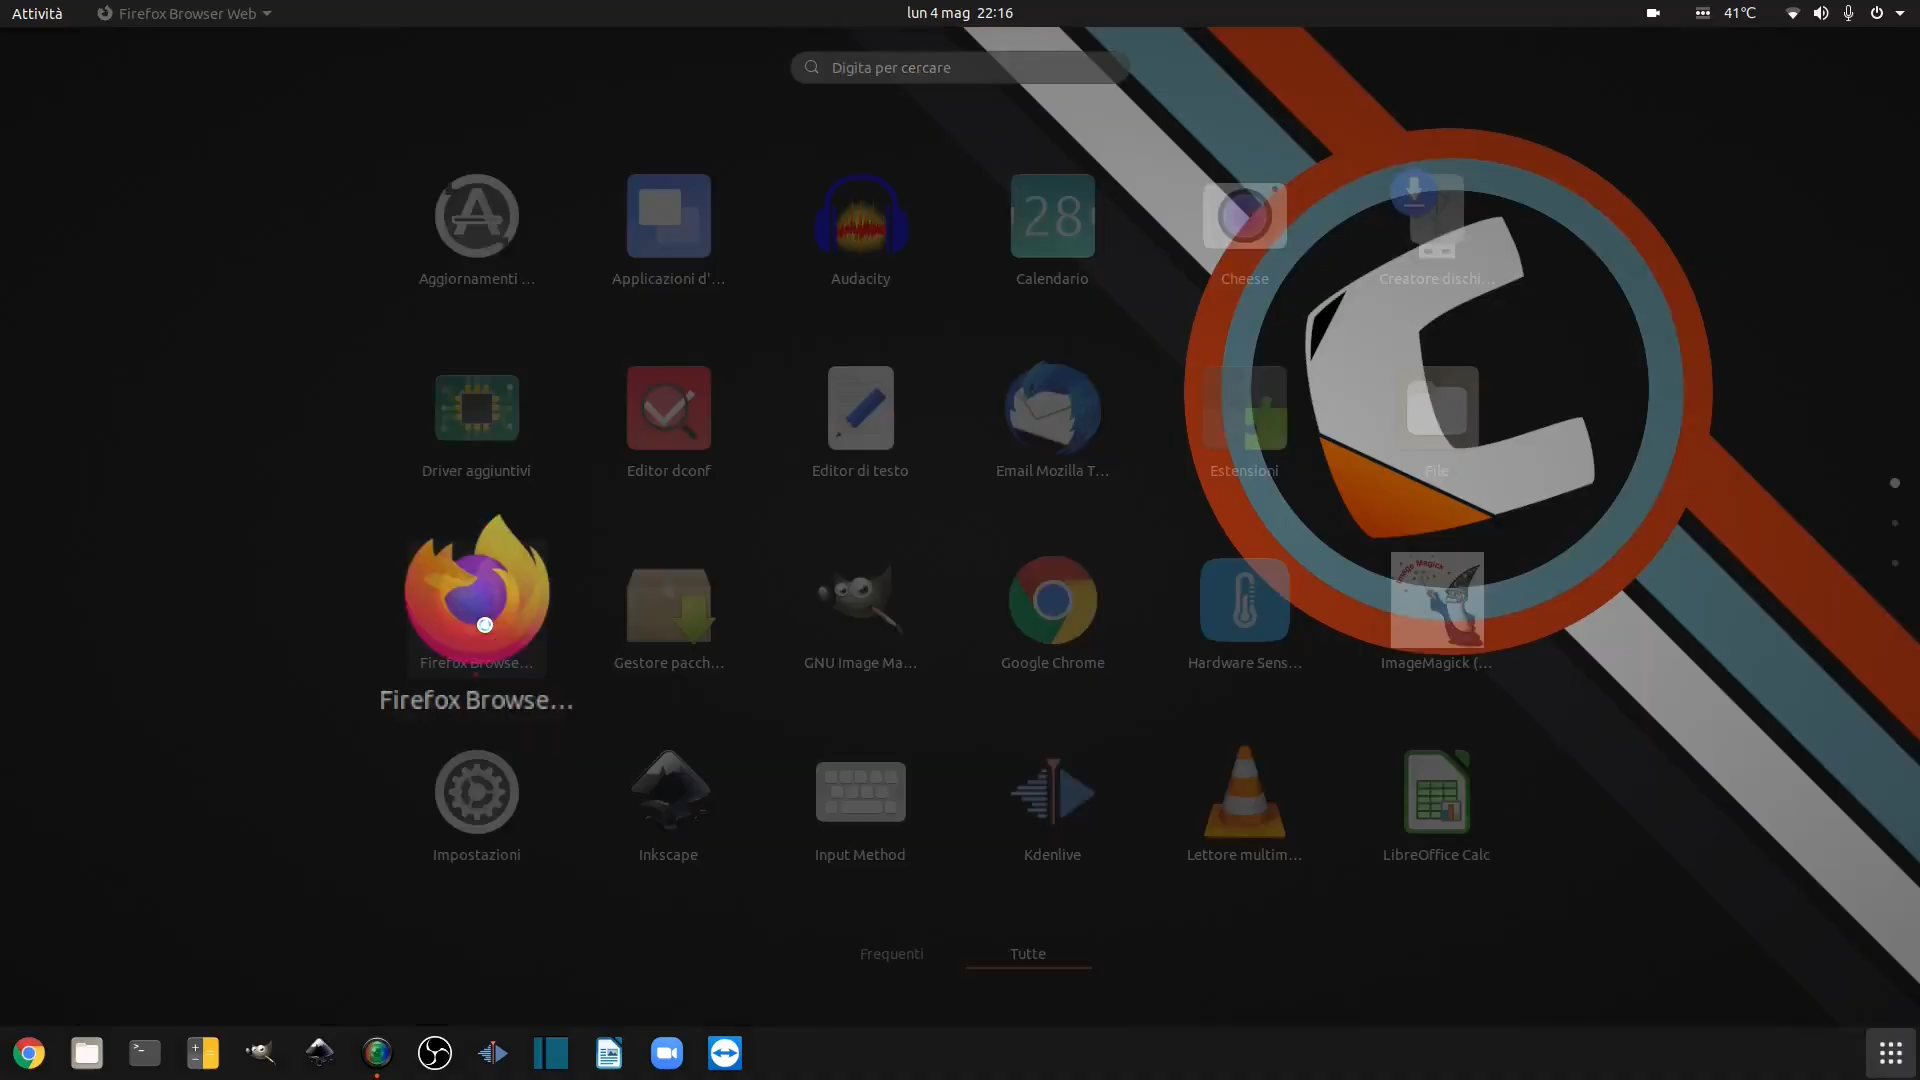 Attività Firefox Browser Web lun 4 mag 22:16 41°C
Digita per cercare
28
Aggiornamenti ... Applicazioni d'... Audacity Calendario Cheese Creatore dischi...
Driver aggiuntivi Editor dconf Editor di testo Email Mozilla T... Estensioni File
Image Magick
Firefox Browse... Gestore pacch... GNU Image Ma... Google Chrome Hardware Sens... ImageMagick (...
Firefox Browse...
Impostazioni Inkscape Input Method Kdenlive Lettore multim... LibreOffice Calc
Frequenti Tutte